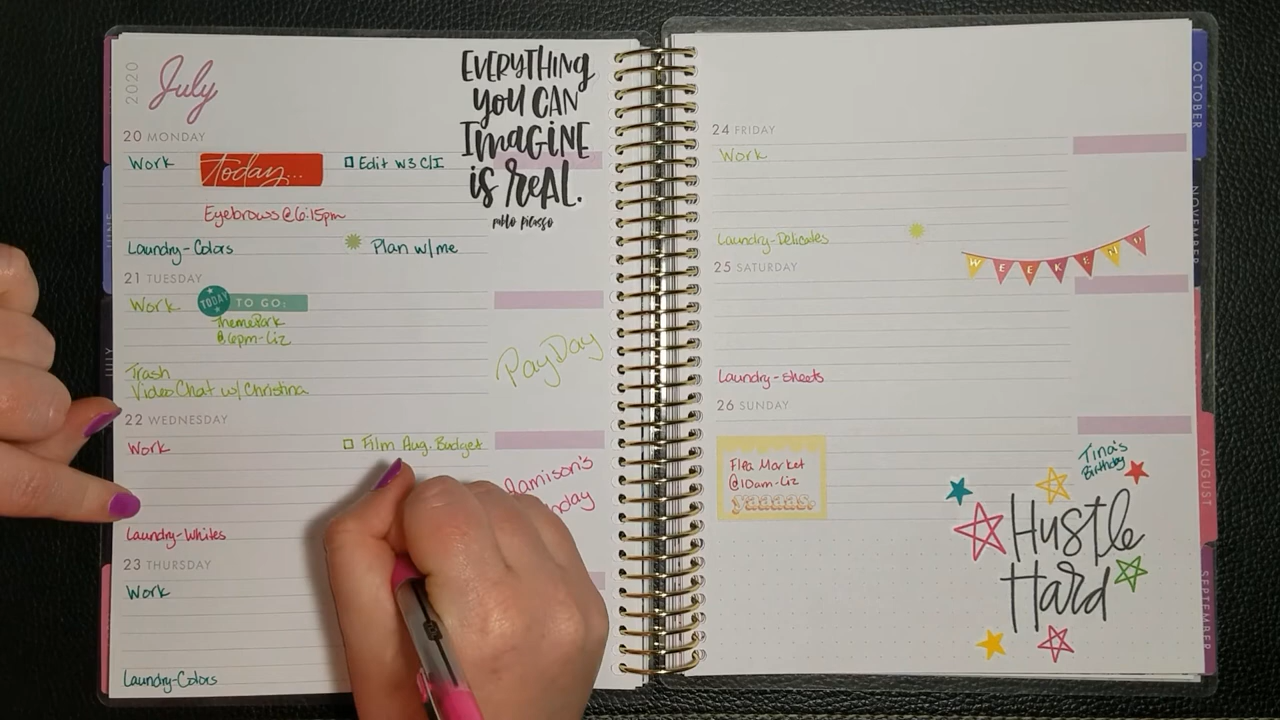 2020
July
EVERYTHING
you CAN
Imagine
is REAL.
pablo picasso
20 MONDAY
Work
today...
Edit W3 C/I
Eyebrows @ 6:15pm
Laundry-Colors
Plan w/me
21 TUESDAY
Work
TODAY
TO GO:
ThemePark
@6pm-Liz
PayDay
Trash
Video Chat w/Christina
22 WEDNESDAY
Work
Film Aug. Budget
Jamison's
Laundry-Whites
23 THURSDAY
Work
Laundry-Colors
JUNE
JULY
24 FRIDAY
Work
Laundry-Delicates
WEEKEND
25 SATURDAY
Laundry-sheets
26 SUNDAY
Flea Market
@10am-Liz
yaaaas.
Tina's
Birthday
Hustle
Hard
OCTOBER
NOVEMBER
AUGUST
SEPTEMBER